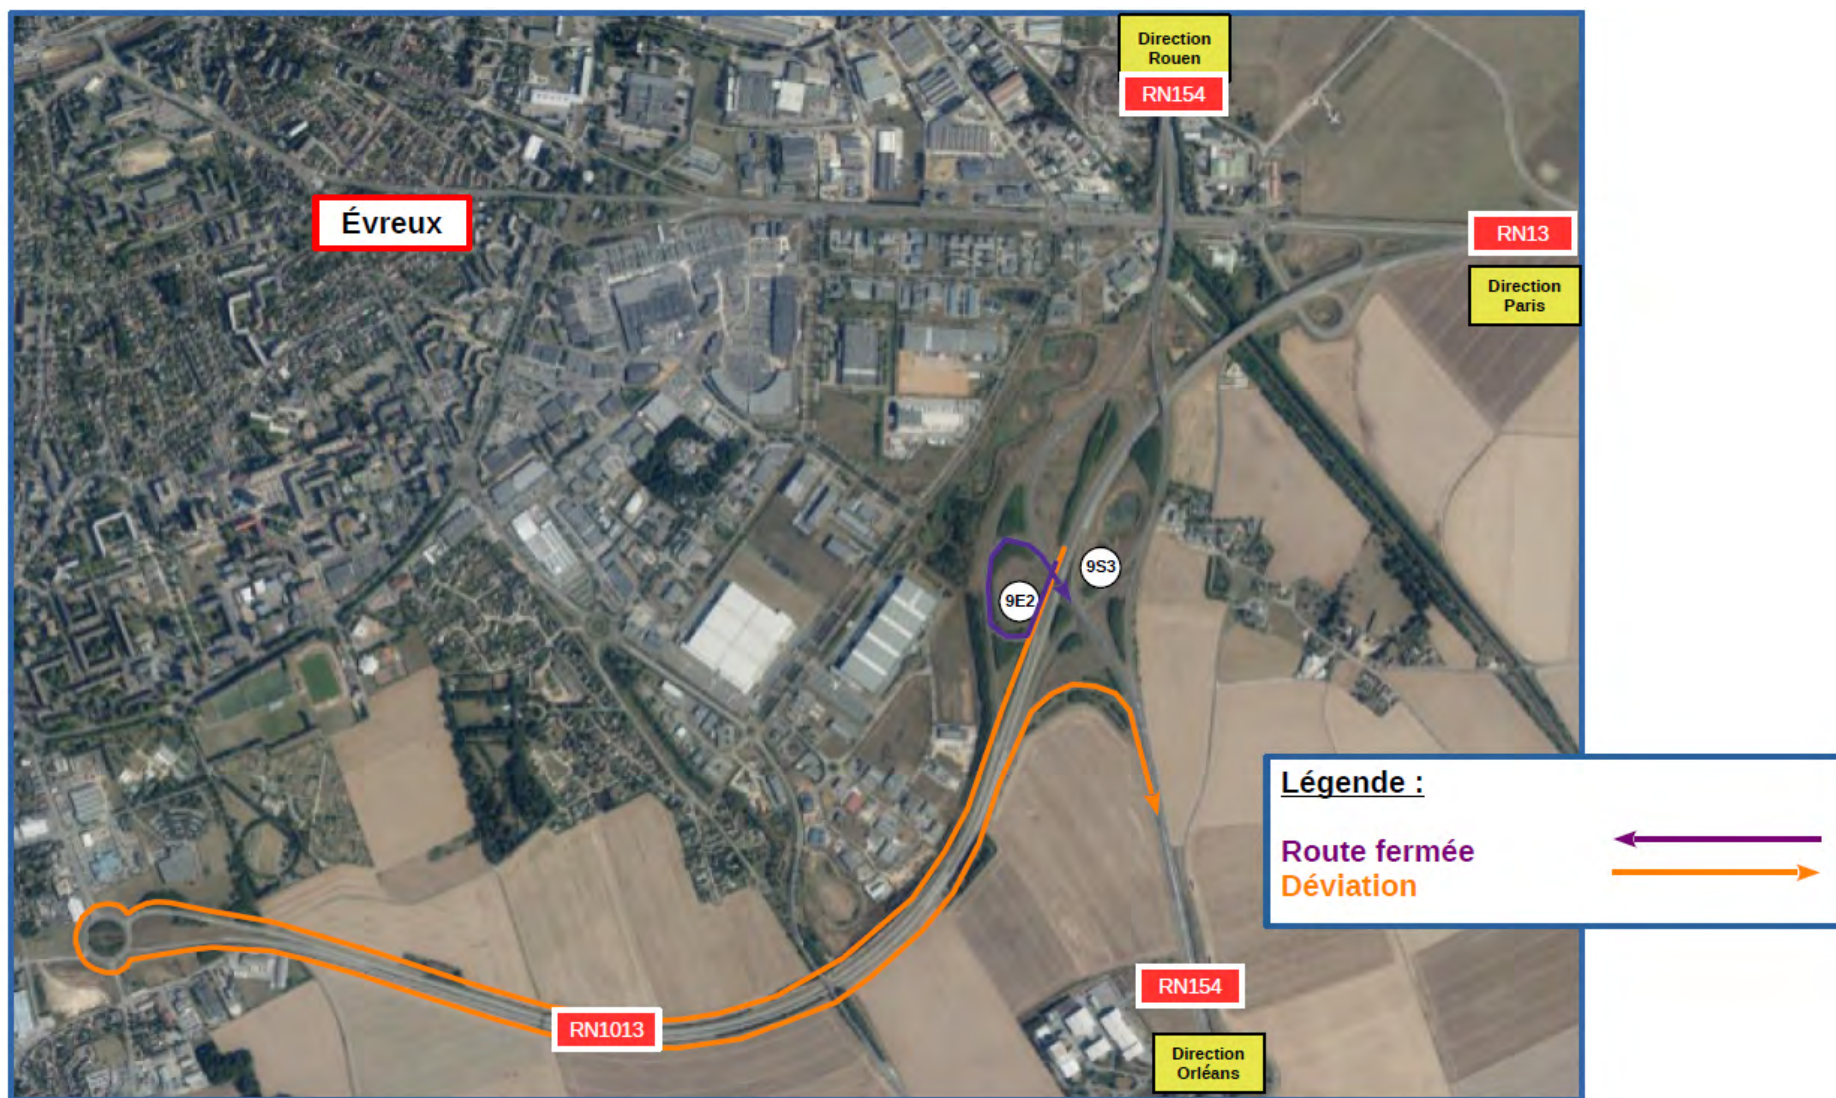 Direction
Rouen
RN154
Évreux
RN13
Direction
Paris
9S3
9E2
Légende :
Route fermée
Déviation
RN154
RN1013
Direction
Orléans